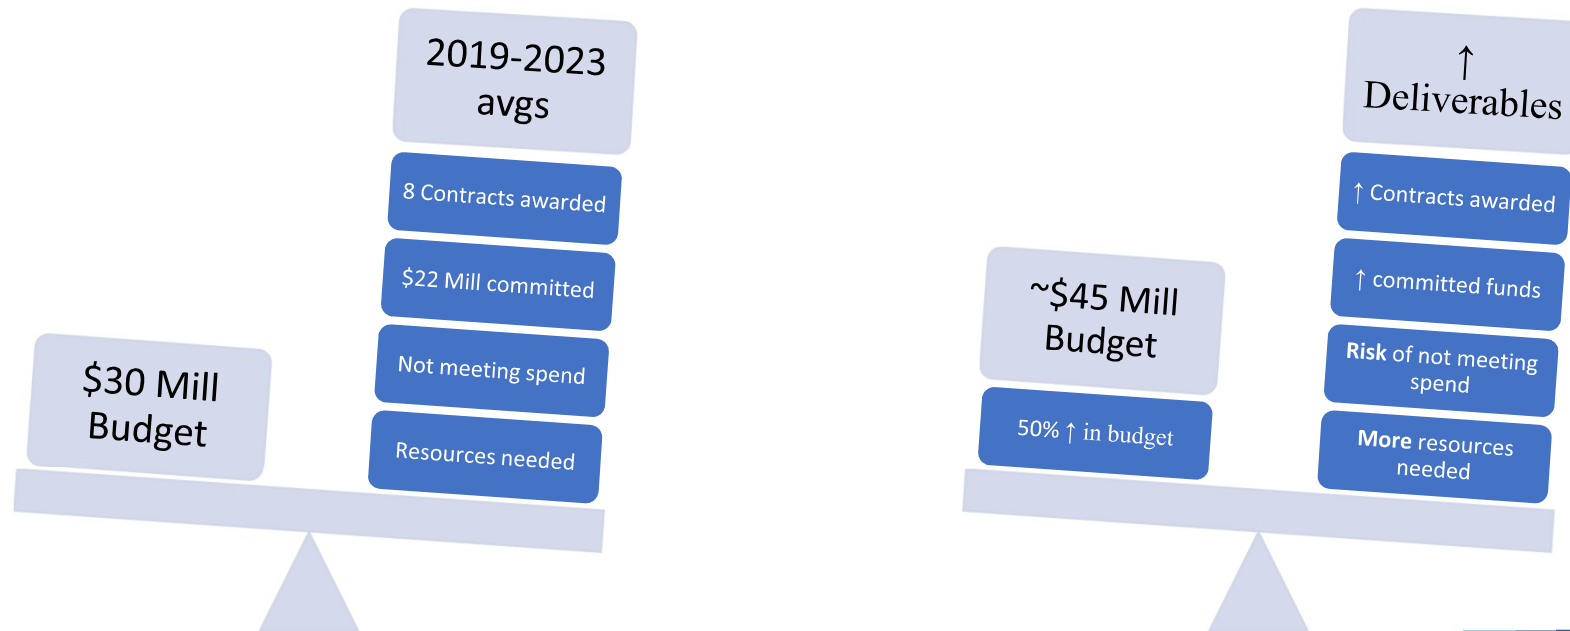 $30 Mill
Budget
2019-2023
avgs
8 Contracts awarded
$22 Mill committed
Not meeting spend
Resources needed
~$45 Mill
Budget
50% ↑ in budget
↑
Deliverables
↑ Contracts awarded
↑ committed funds
Risk of not meeting
spend
More resources
needed